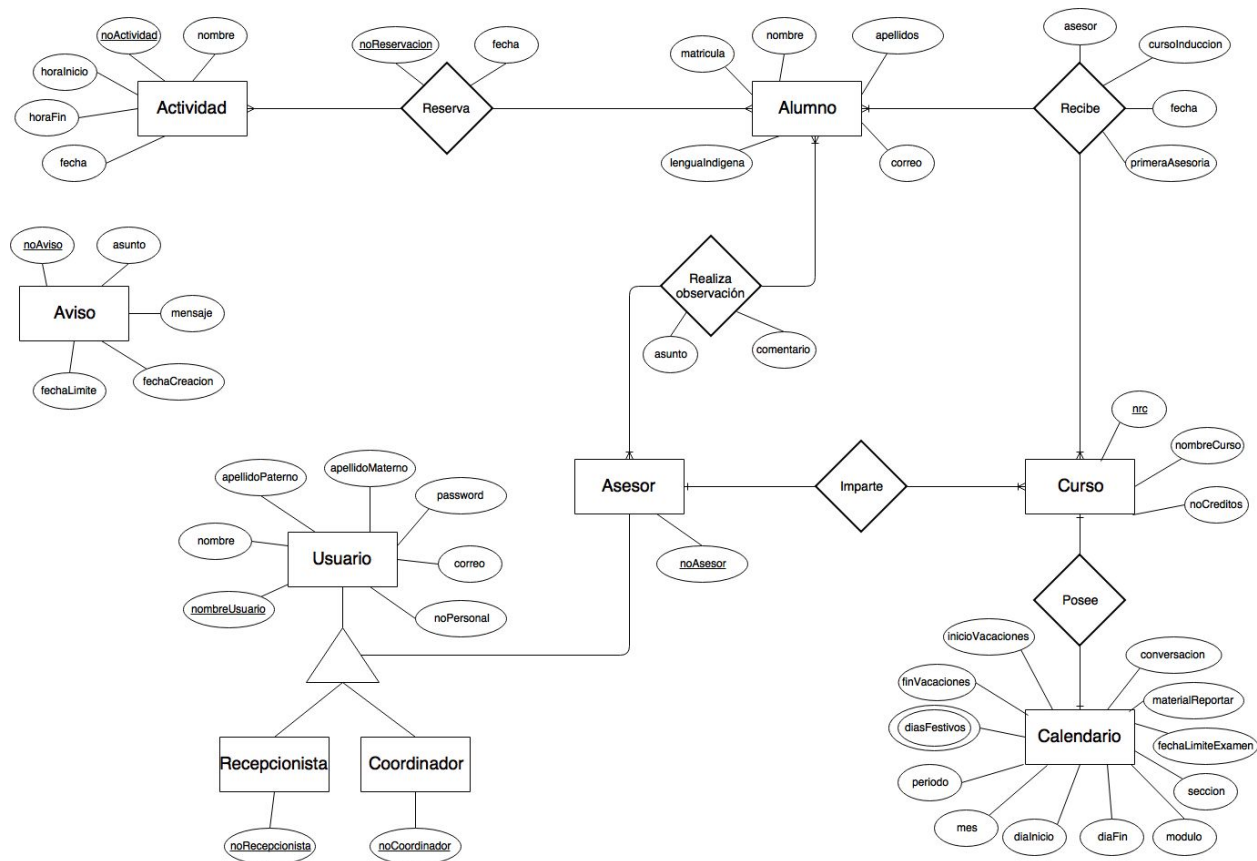 noActividad
nombre
horaInicio
horaFin
fecha
Actividad
noReservacion
fecha
Reserva
matricula
nombre
apellidos
lenguaIndigena
correo
Alumno
asesor
cursoInduccion
fecha
primeraAsesoria
Recibe
noAviso
asunto
mensaje
fechaCreacion
fechaLimite
Aviso
Realiza
observación
asunto
comentario
apellidoPaterno
apellidoMaterno
password
nombre
correo
nombreUsuario
noPersonal
Usuario
Asesor
noAsesor
Imparte
nrc
nombreCurso
noCreditos
Curso
Posee
inicioVacaciones
conversacion
finVacaciones
materialReportar
diasFestivos
fechaLimiteExamen
periodo
seccion
mes
diaInicio
diaFin
modulo
Calendario
Recepcionista
Coordinador
noRecepcionista
noCoordinador